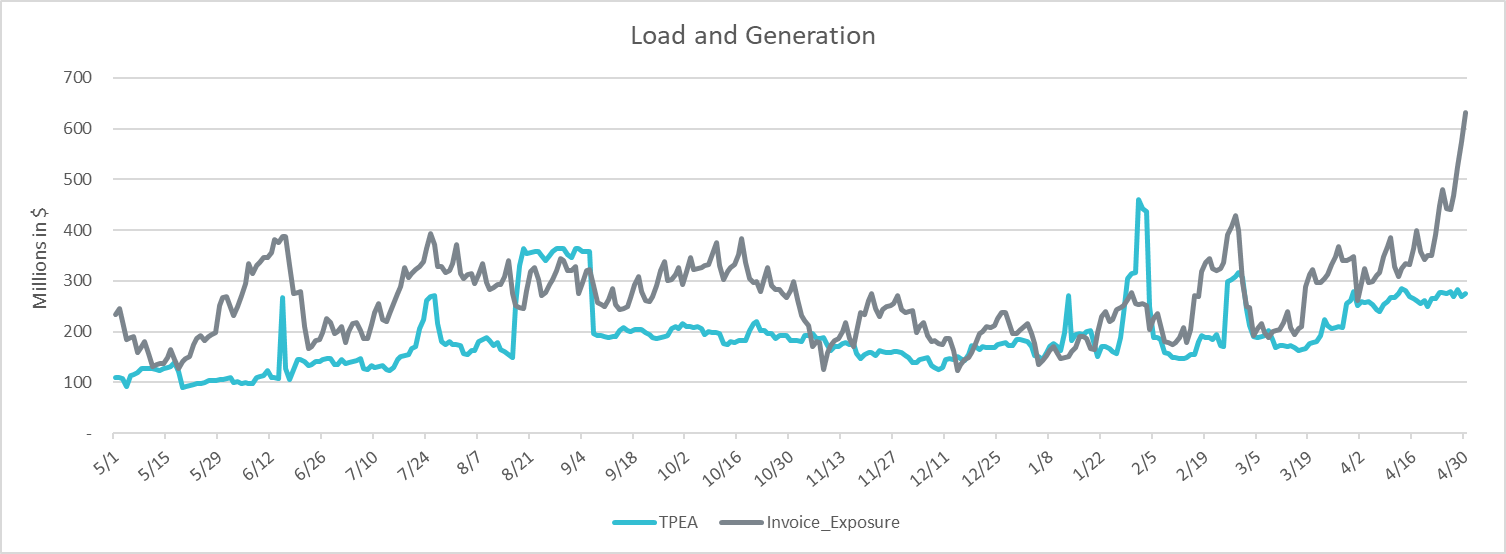 Load and Generation
Millions in $
700
600
500
400
300
200
100
-
5/1 5/15 5/29 6/12 6/26 7/10 7/24 8/7 8/21 9/4 9/18 10/2 10/16 10/30 11/13 11/27 12/11 12/25 1/8 1/22 2/5 2/19 3/5 3/19 4/2 4/16 4/30
TPEA Invoice_Exposure